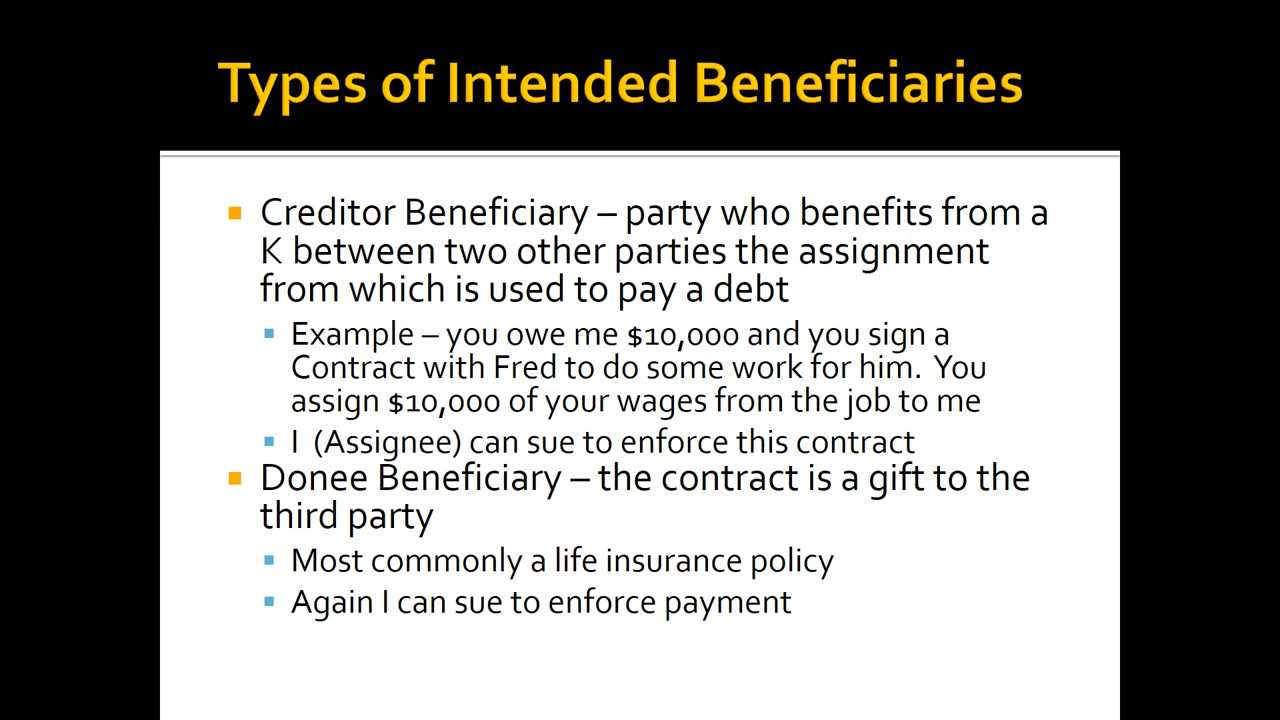 Types of Intended Beneficiaries
Creditor Beneficiary – party who benefits from a
K between two other parties the assignment
from which is used to pay a debt
Example – you owe me $10,000 and you sign a
Contract with Fred to do some work for him.  You
assign $10,000 of your wages from the job to me
I  (Assignee) can sue to enforce this contract
Donee Beneficiary – the contract is a gift to the
third party
Most commonly a life insurance policy
Again I can sue to enforce payment